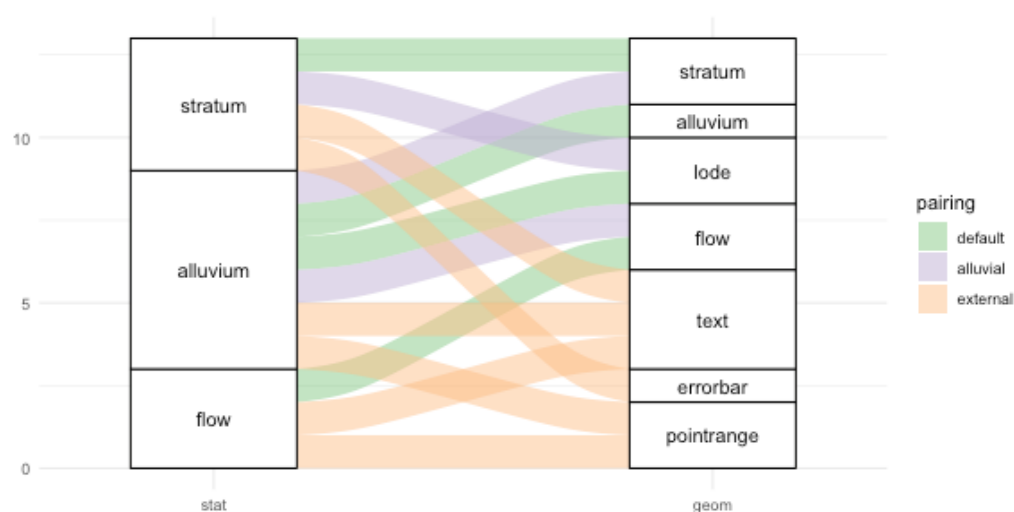 10
5
0
stratum
alluvium
flow
stratum
alluvium
lode
flow
text
errorbar
pointrange
stat
geom
pairing
default
alluvial
external